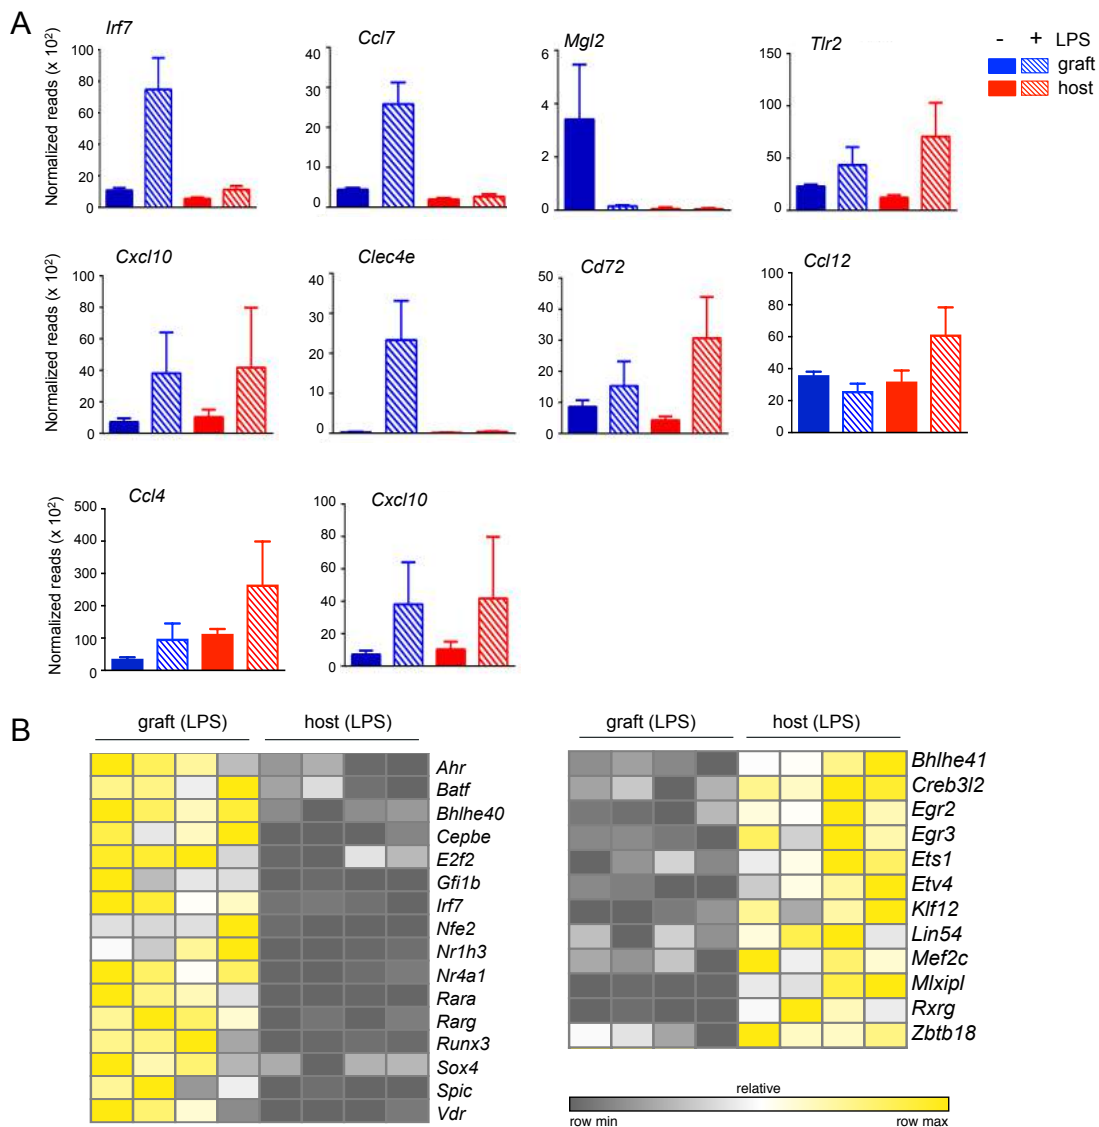 A
Irf7
Ccl7
Mgl2
Tlr2
- + LPS
graft
host
Normalized reads (x 10²)
100
80
60
40
20
0
40
30
20
10
0
6
4
2
0
150
100
50
0
Cxcl10
Clec4e
Cd72
Ccl12
Normalized reads (x 10²)
100
80
60
40
20
0
40
30
20
10
0
50
40
30
20
10
0
100
80
60
40
20
0
Ccl4
Cxcl10
Normalized reads (x 10²)
500
400
300
200
100
0
100
80
60
40
20
0
B
graft (LPS) host (LPS)
Ahr
Batf
Bhlhe40
Cepbe
E2f2
Gfi1b
Irf7
Nfe2
Nr1h3
Nr4a1
Rara
Rarg
Runx3
Sox4
Spic
Vdr
graft (LPS) host (LPS)
Bhlhe41
Creb3l2
Egr2
Egr3
Ets1
Etv4
Klf12
Lin54
Mef2c
Mlxipl
Rxrg
Zbtb18
relative
row min row max